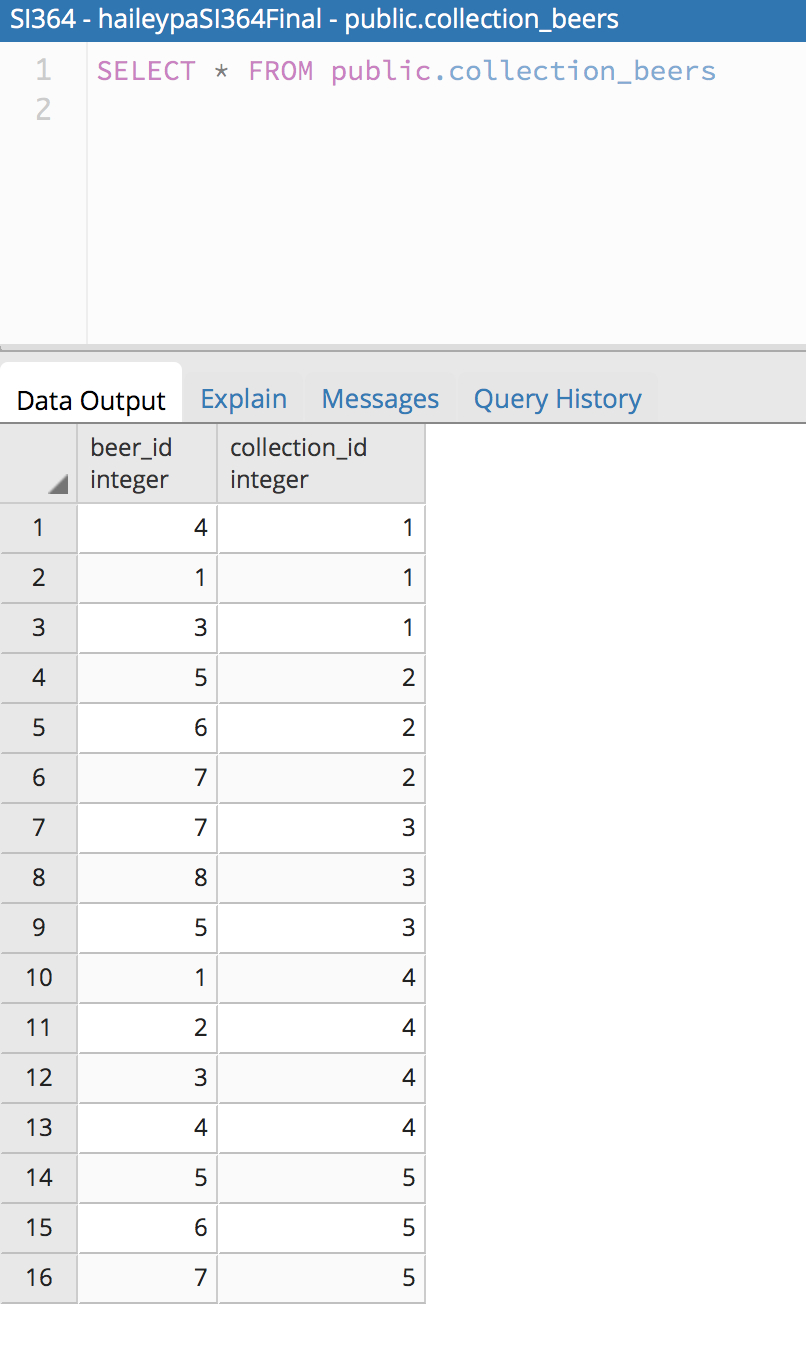 SI364 - haileypaSI364Final - public.collection_beers
1 SELECT * FROM public.collection_beers
2
Data Output Explain Messages Query History
beer_id collection_id
integer integer
1 4 1
2 1 1
3 3 1
4 5 2
5 6 2
6 7 2
7 7 3
8 8 3
9 5 3
10 1 4
11 2 4
12 3 4
13 4 4
14 5 5
15 6 5
16 7 5